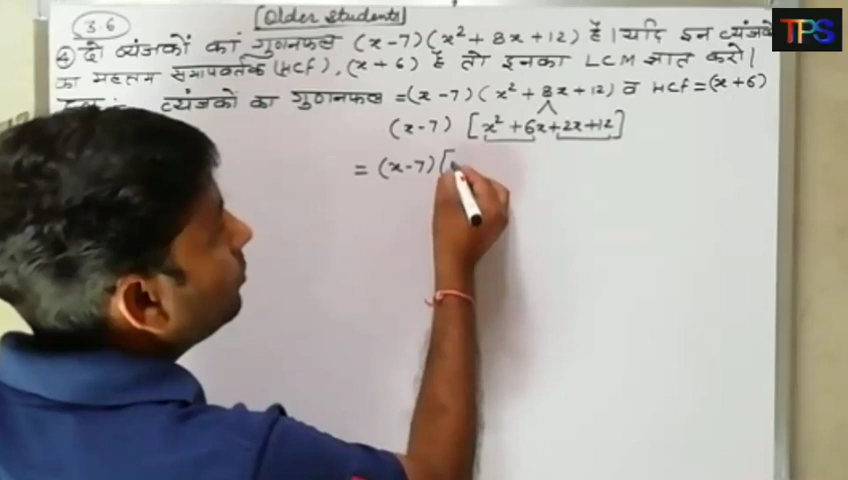 3.6
[Older students]
④ दो व्यंजकों का गुणनफल (x-7)(x²+8x+12) है। यदि इन व्यंजकों
का महत्तम समापवर्तक (HCF), (x+6) है तो इनका LCM ज्ञात करो।
व्यंजकों का गुणनफल =(x-7)(x²+8x+12) व HCF=(x+6)
(x-7) [x²+6x+2x+12]
= (x-7)[
TPS